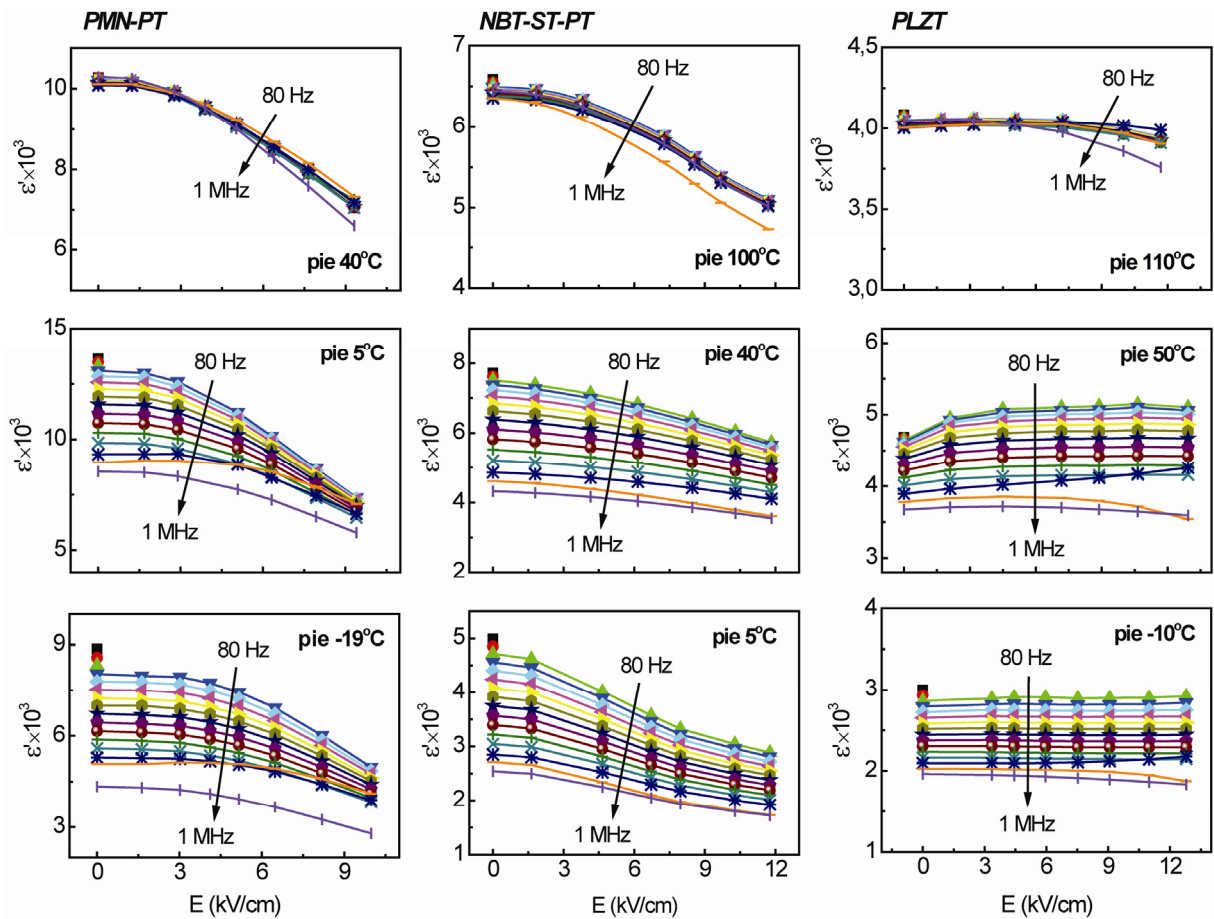 PMN-PT NBT-ST-PT PLZT
ε'×10³
10
8
6
80 Hz
1 MHz
pie 40°C
ε'×10³
7
6
5
4
80 Hz
1 MHz
pie 100°C
ε'×10³
4,5
4,0
3,5
3,0
80 Hz
1 MHz
pie 110°C
ε'×10³
15
10
5
pie 5°C
80 Hz
1 MHz
ε'×10³
8
6
4
2
pie 40°C
80 Hz
1 MHz
ε'×10³
6
5
4
3
pie 50°C
80 Hz
1 MHz
ε'×10³
9
6
3
pie -19°C
80 Hz
1 MHz
0 3 6 9
E (kV/cm)
ε'×10³
5
4
3
2
1
pie 5°C
80 Hz
1 MHz
0 3 6 9 12
E (kV/cm)
ε'×10³
4
3
2
1
pie -10°C
80 Hz
1 MHz
0 3 6 9 12
E (kV/cm)